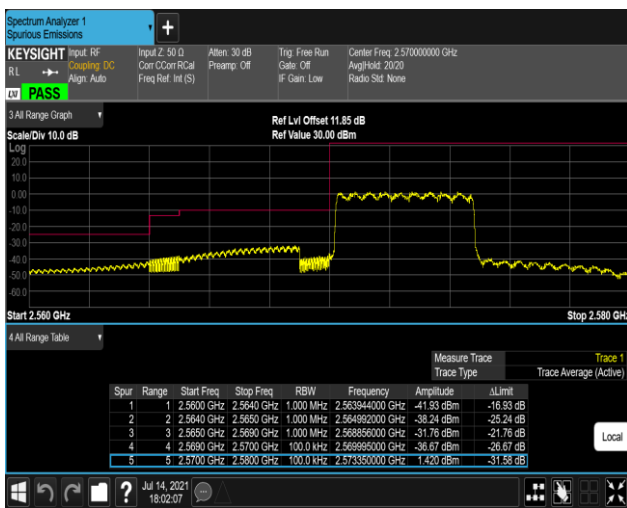 Spectrum Analyzer 1
Spurious Emissions
+
KEYSIGHT Input: RF Input Z: 50 Ω Atten: 30 dB Trig: Free Run Center Freq: 2.570000000 GHz
RL Coupling: DC Corr CCorr RCal Preamp: Off Gate: Off Avg|Hold: 20/20
Align: Auto Freq Ref: Int (S) IF Gain: Low Radio Std: None
LXI PASS
3 All Range Graph
Ref Lvl Offset 11.85 dB
Scale/Div 10.0 dB Ref Value 30.00 dBm
Log
20.0
10.0
0.00
-10.0
-20.0
-30.0
-40.0
-50.0
-60.0
Start 2.560 GHz Stop 2.580 GHz
4 All Range Table
Measure Trace Trace 1
Trace Type Trace Average (Active)
Spur Range Start Freq Stop Freq RBW Frequency Amplitude ΔLimit
1 1 2.5600 GHz 2.5640 GHz 1.000 MHz 2.563944000 GHz -41.93 dBm -16.93 dB
2 2 2.5640 GHz 2.5650 GHz 1.000 MHz 2.564992000 GHz -38.24 dBm -25.24 dB
3 3 2.5650 GHz 2.5690 GHz 1.000 MHz 2.568856000 GHz -31.76 dBm -21.76 dB
4 4 2.5690 GHz 2.5700 GHz 100.0 kHz 2.569995000 GHz -36.67 dBm -26.67 dB
5 5 2.5700 GHz 2.5800 GHz 100.0 kHz 2.573350000 GHz 1.420 dBm -31.58 dB
Local
? Jul 14, 2021
18:02:07